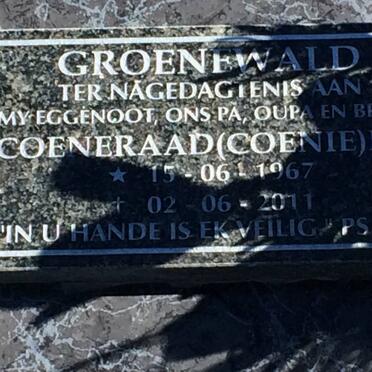 GROENEWALD
TER NAGEDAGTENIS AAN
MY EGGENOOT, ONS PA, OUPA EN
COENERAAD (COENIE)
★ 15 - 06 - 1967
† 02 - 06 - 2011
"IN U HANDE IS EK VEILIG." PS